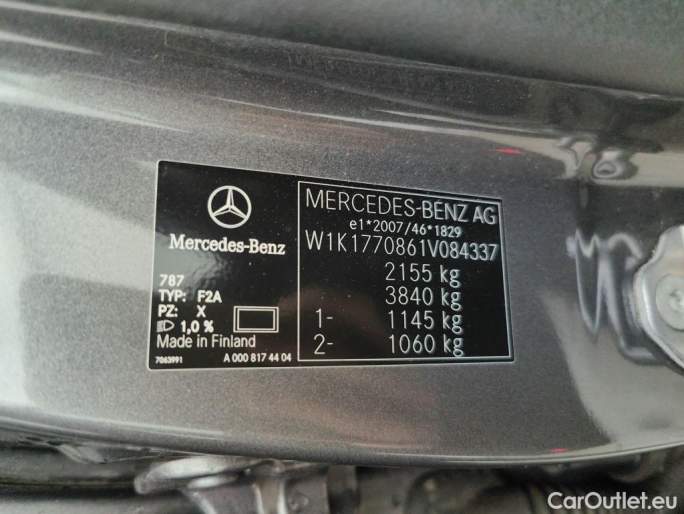 Mercedes-Benz
787
TYP: F2A
PZ: X
1,0 %
Made in Finland
7063991
A 000 817 44 04
MERCEDES-BENZ AG
e1*2007/46*1829
W1K1770861V084337
2155 kg
3840 kg
1- 1145 kg
2- 1060 kg
CarOutlet.eu